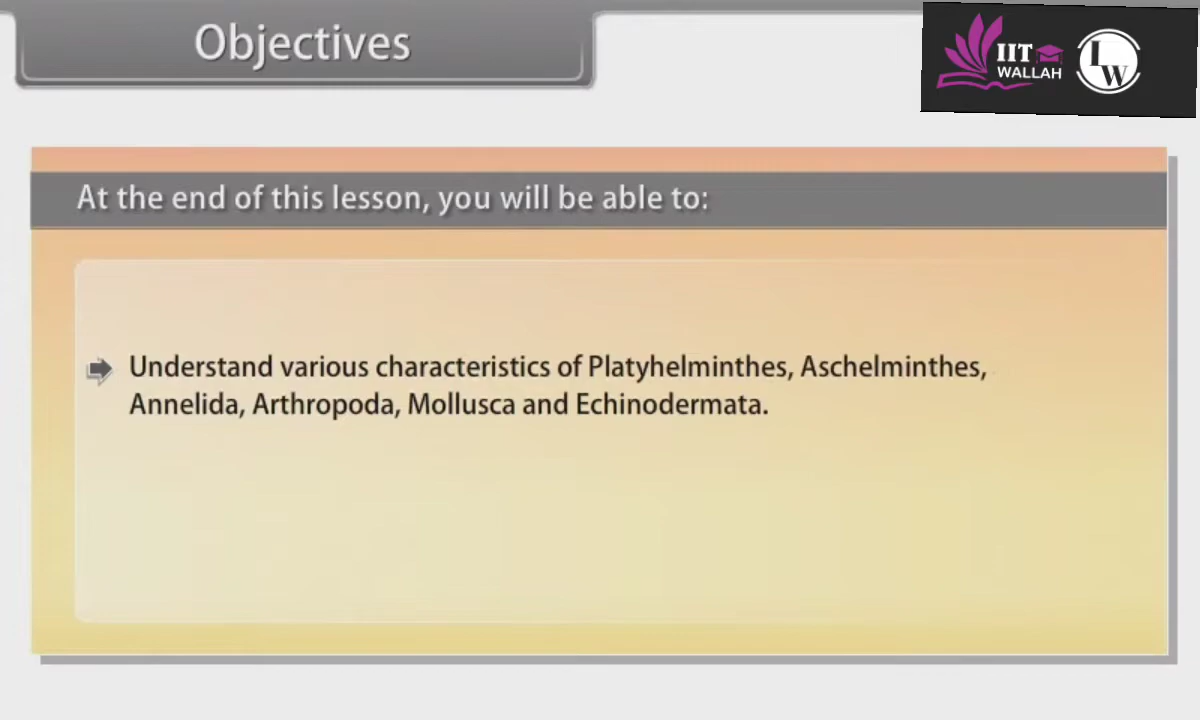 Objectives
IIT
WALLAH
LW
At the end of this lesson, you will be able to:
Understand various characteristics of Platyhelminthes, Aschelminthes,
Annelida, Arthropoda, Mollusca and Echinodermata.